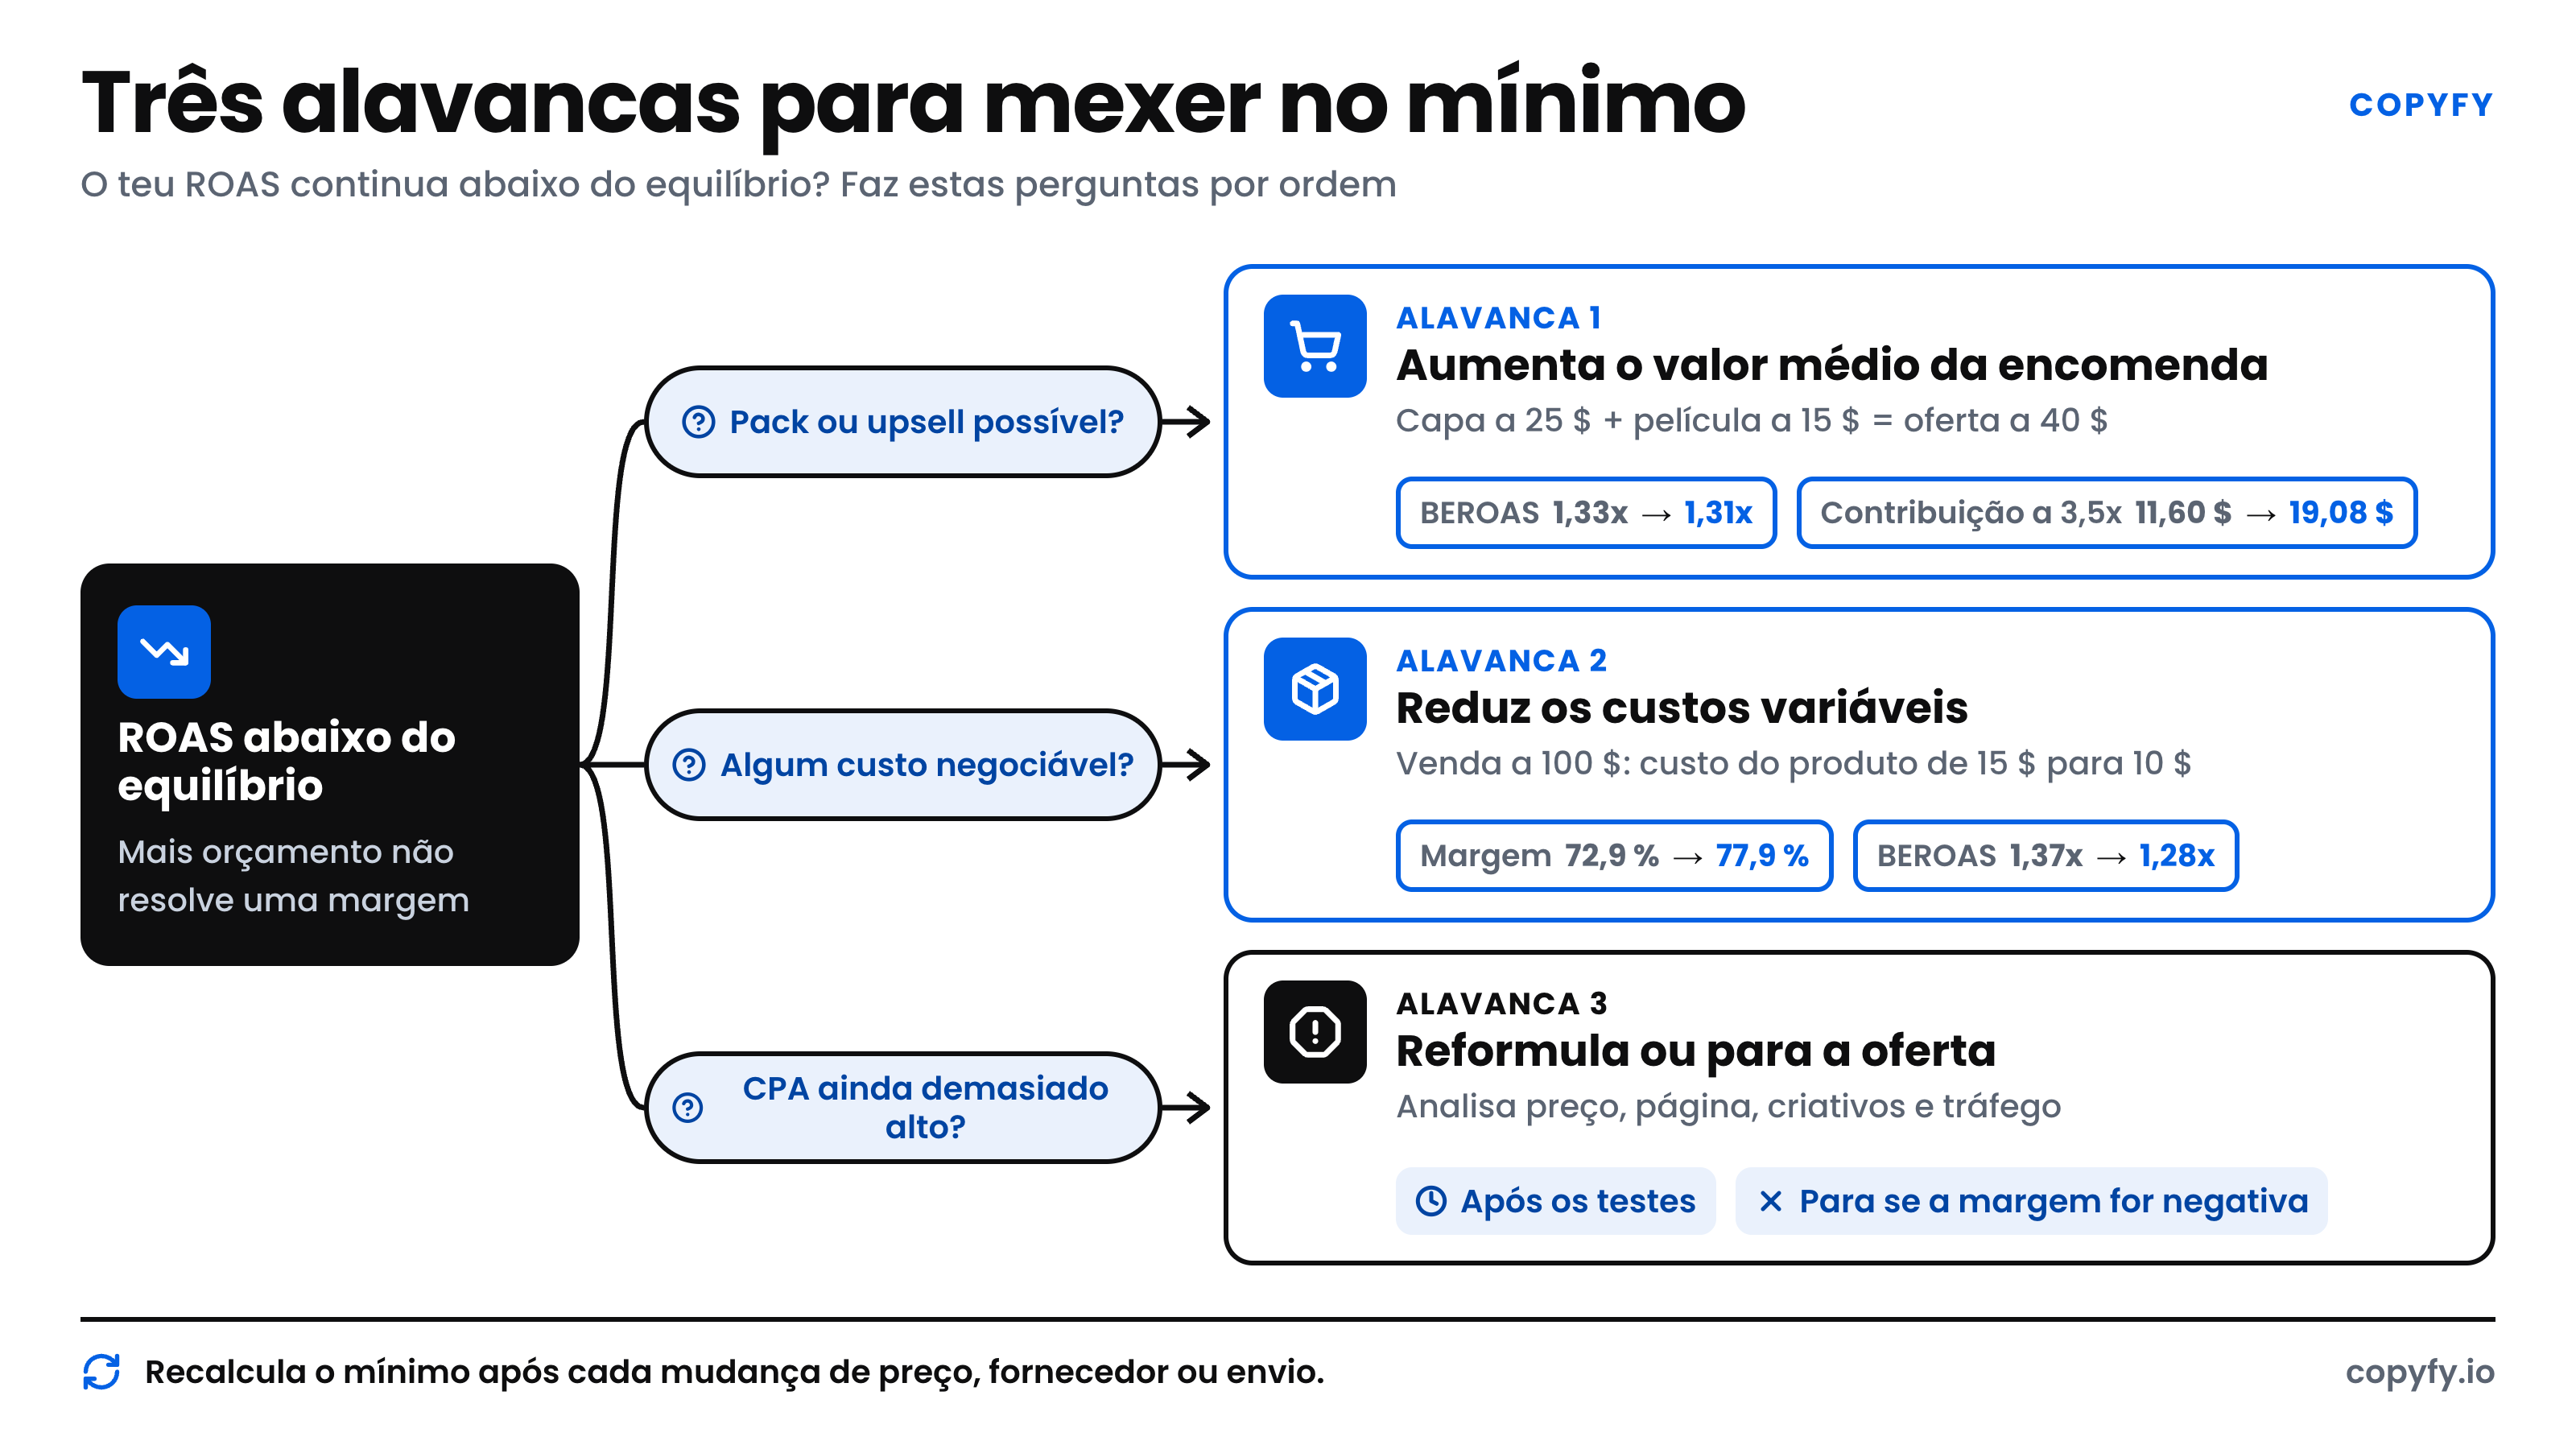 Três alavancas para mexer no mínimo
COPYFY
O teu ROAS continua abaixo do equilíbrio? Faz estas perguntas por ordem
ROAS abaixo do
equilíbrio
Mais orçamento não
resolve uma margem
Pack ou upsell possível?
ALAVANCA 1
Aumenta o valor médio da encomenda
Capa a 25 $ + película a 15 $ = oferta a 40 $
BEROAS 1,33x → 1,31x
Contribuição a 3,5x 11,60 $ → 19,08 $
Algum custo negociável?
ALAVANCA 2
Reduz os custos variáveis
Venda a 100 $: custo do produto de 15 $ para 10 $
Margem 72,9 % → 77,9 %
BEROAS 1,37x → 1,28x
CPA ainda demasiado
alto?
ALAVANCA 3
Reformula ou para a oferta
Analisa preço, página, criativos e tráfego
Após os testes
Para se a margem for negativa
Recalcula o mínimo após cada mudança de preço, fornecedor ou envio.
copyfy.io